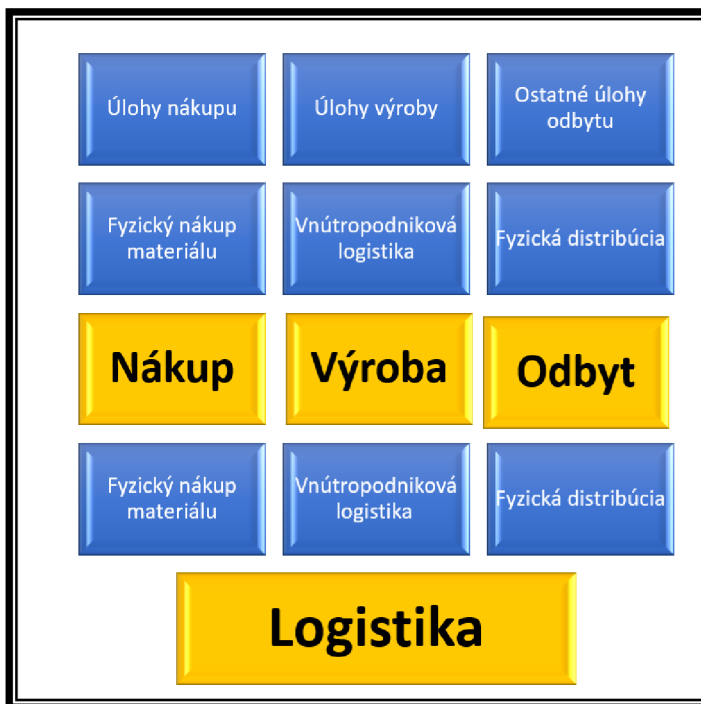 Úlohy nákupu
Úlohy výroby
Ostatné úlohy
odbytu
Fyzický nákup
materiálu
Vnútropodniková
logistika
Fyzická distribúcia
Nákup
Výroba
Odbyt
Fyzický nákup
materiálu
Vnútropodniková
logistika
Fyzická distribúcia
Logistika